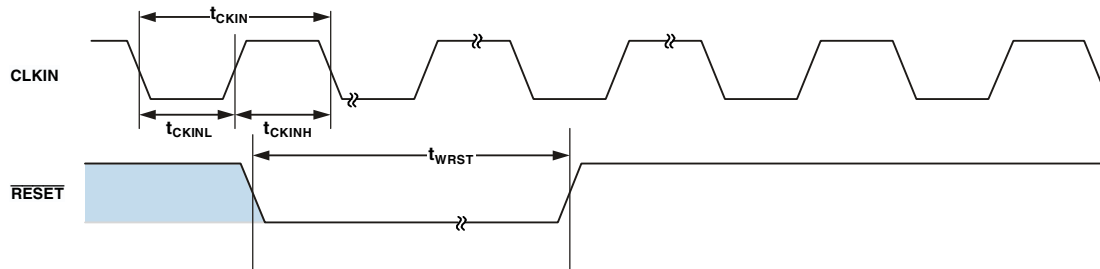 tCKIN
CLKIN
tCKINL
tCKINH
tWRST
RESET